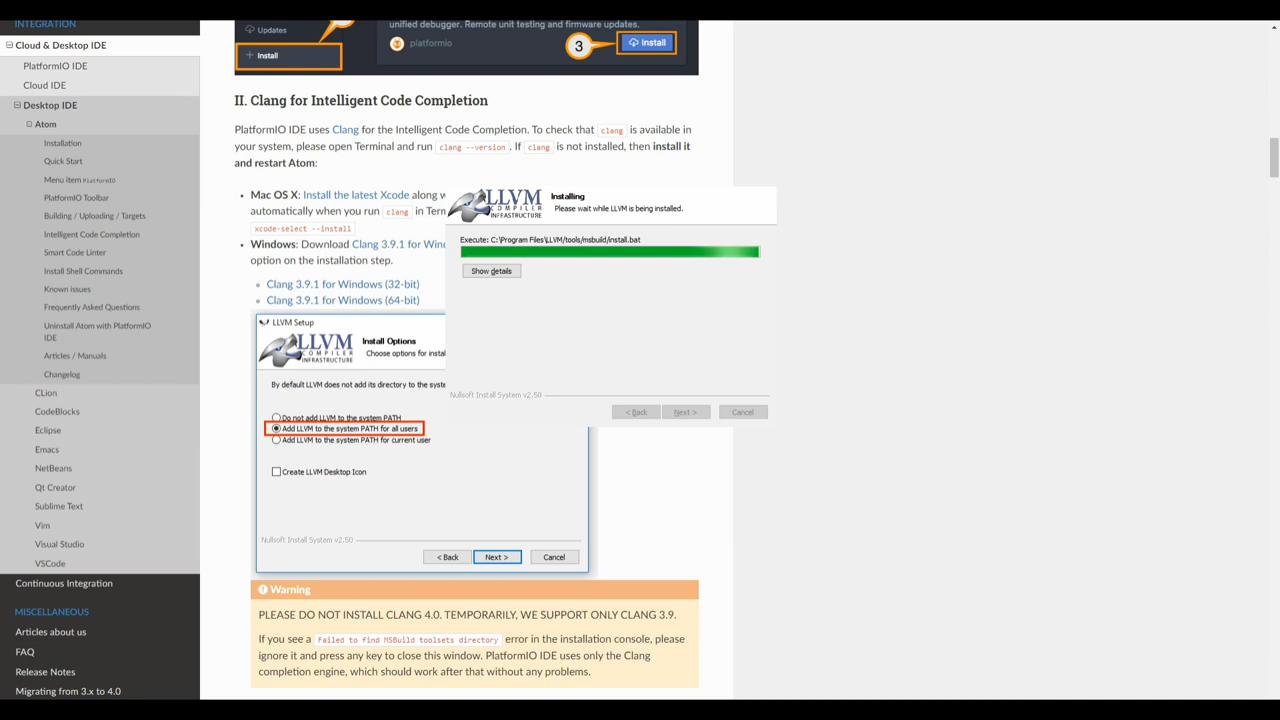 INTEGRATION
Cloud & Desktop IDE
PlatformIO IDE
Cloud IDE
Desktop IDE
Atom
Installation
Quick Start
Menu item PlatformIO
PlatformIO Toolbar
Building / Uploading / Targets
Intelligent Code Completion
Smart Code Linter
Install Shell Commands
Known issues
Frequently Asked Questions
Uninstall Atom with PlatformIO
IDE
Articles / Manuals
Changelog
CLion
CodeBlocks
Eclipse
Emacs
NetBeans
Qt Creator
Sublime Text
Vim
Visual Studio
VSCode
Continuous Integration
MISCELLANEOUS
Articles about us
FAQ
Release Notes
Migrating from 3.x to 4.0
Updates
+ Install
unified debugger. Remote unit testing and firmware updates.
platformio
3
Install
II. Clang for Intelligent Code Completion
PlatformIO IDE uses Clang for the Intelligent Code Completion. To check that clang is available in
your system, please open Terminal and run clang --version. If clang is not installed, then install it
and restart Atom:
Mac OS X: Install the latest Xcode along
automatically when you run clang in
xcode-select --install
Windows: Download Clang 3.9.1 for
option on the installation step.
Clang 3.9.1 for Windows (32-bit)
Clang 3.9.1 for Windows (64-bit)
LLVM Setup
LLVM
COMPILER
INFRASTRUCTURE
Install Options
Choose options for
By default LLVM does not add its directory to the
Do not add LLVM to the system PATH
Add LLVM to the system PATH for all users
Add LLVM to the system PATH for current user
Create LLVM Desktop Icon
Nullsoft Install System v2.50
< Back
Next >
Cancel
LLVM
COMPILER
INFRASTRUCTURE
Installing
Please wait while LLVM is being installed.
Execute: C:\Program Files\LLVM/tools/msbuild/install.bat
Show details
Nullsoft Install System v2.50
< Back
Next >
Cancel
Warning
PLEASE DO NOT INSTALL CLANG 4.0. TEMPORARILY, WE SUPPORT ONLY CLANG 3.9.
If you see a Failed to find MSBuild toolsets directory error in the installation console, please
ignore it and press any key to close this window. PlatformIO IDE uses only the Clang
completion engine, which should work after that without any problems.